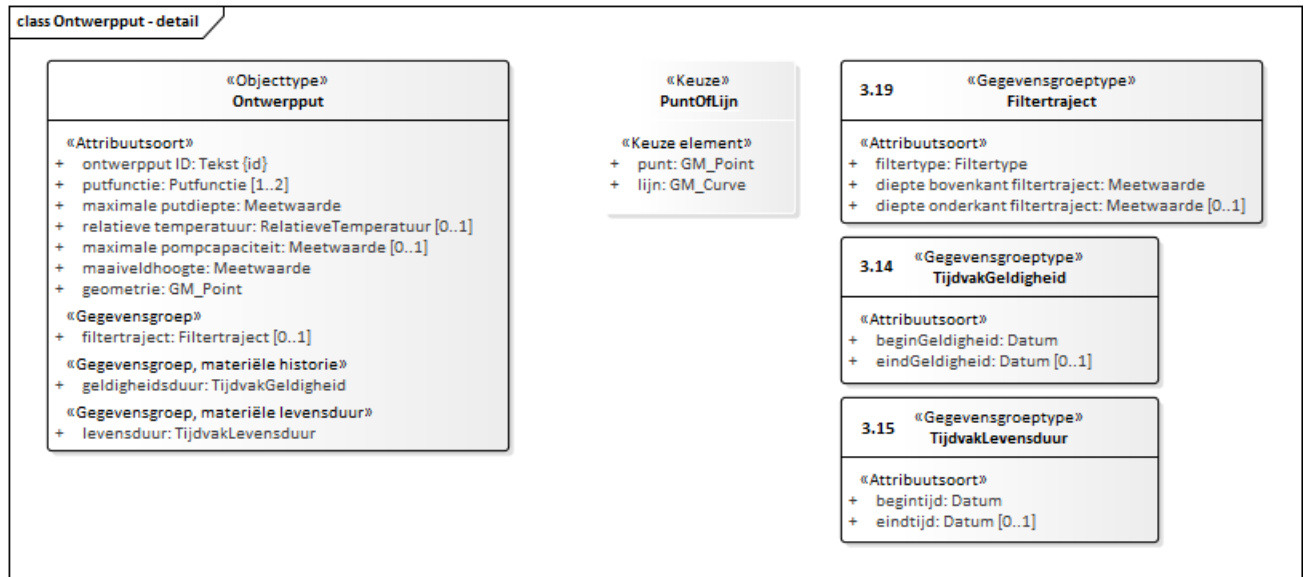 class Ontwerpput - detail
«Objecttype»
Ontwerpput
«Attribuutsoort»
+ ontwerpput ID: Tekst {id}
+ putfunctie: Putfunctie [1..2]
+ maximale putdiepte: Meetwaarde
+ relatieve temperatuur: RelatieveTemperatuur [0..1]
+ maximale pompcapaciteit: Meetwaarde [0..1]
+ maaiveldhoogte: Meetwaarde
+ geometrie: GM_Point
«Gegevensgroep»
+ filtertraject: Filtertraject [0..1]
«Gegevensgroep, materiële historie»
+ geldigheidsduur: TijdvakGeldigheid
«Gegevensgroep, materiële levensduur»
+ levensduur: TijdvakLevensduur
«Keuze»
PuntOfLijn
«Keuze element»
+ punt: GM_Point
+ lijn: GM_Curve
3.19 «Gegevensgroeptype»
Filtertraject
«Attribuutsoort»
+ filtertype: Filtertype
+ diepte bovenkant filtertraject: Meetwaarde
+ diepte onderkant filtertraject: Meetwaarde [0..1]
3.14 «Gegevensgroeptype»
TijdvakGeldigheid
«Attribuutsoort»
+ beginGeldigheid: Datum
+ eindGeldigheid: Datum [0..1]
3.15 «Gegevensgroeptype»
TijdvakLevensduur
«Attribuutsoort»
+ begintijd: Datum
+ eindtijd: Datum [0..1]